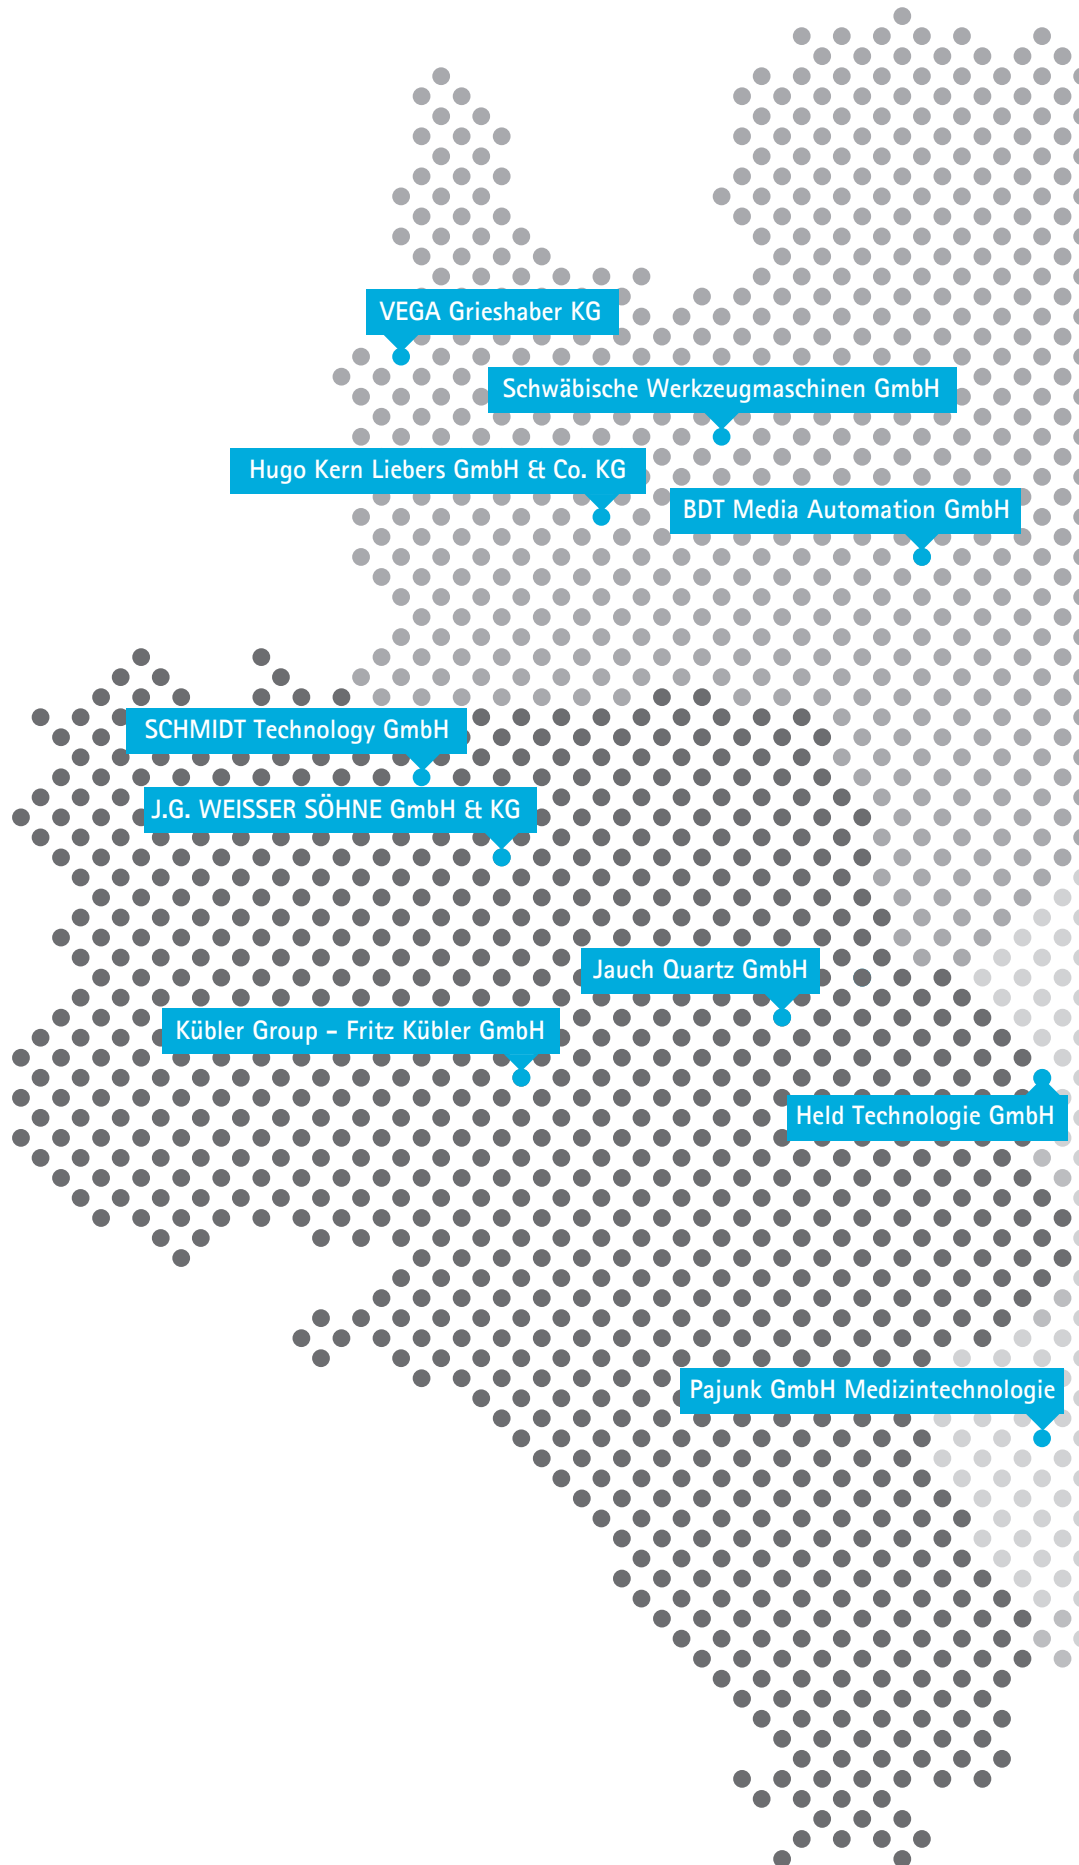 VEGA Grieshaber KG
Schwäbische Werkzeugmaschinen GmbH
Hugo Kern Liebers GmbH & Co. KG
BDT Media Automation GmbH
SCHMIDT Technology GmbH
J.G. WEISSER SÖHNE GmbH & KG
Jauch Quartz GmbH
Kübler Group – Fritz Kübler GmbH
Held Technologie GmbH
Pajunk GmbH Medizintechnologie